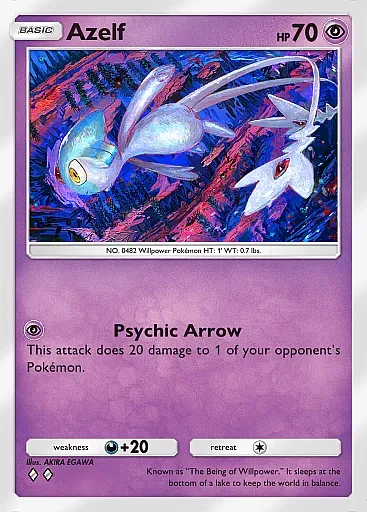 BASIC Azelf HP 70
NO. 0482 Willpower Pokémon HT: 1' WT: 0.7 lbs.
Psychic Arrow
This attack does 20 damage to 1 of your opponent's
Pokémon.
weakness +20 retreat
Illus. AKIRA EGAWA
Known as "The Being of Willpower." It sleeps at the
bottom of a lake to keep the world in balance.